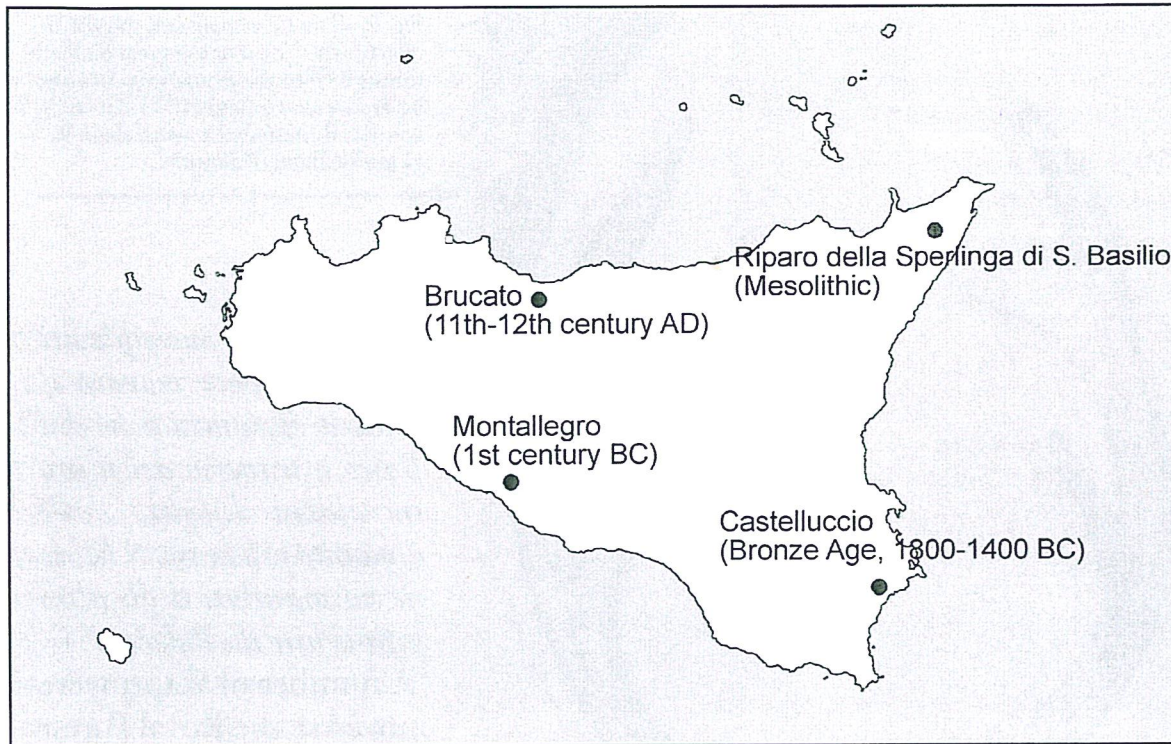 Riparo della Sperlinga di S. Basilio
(Mesolithic)
Brucato
(11th-12th century AD)
Montallegro
(1st century BC)
Castelluccio
(Bronze Age, 1800-1400 BC)